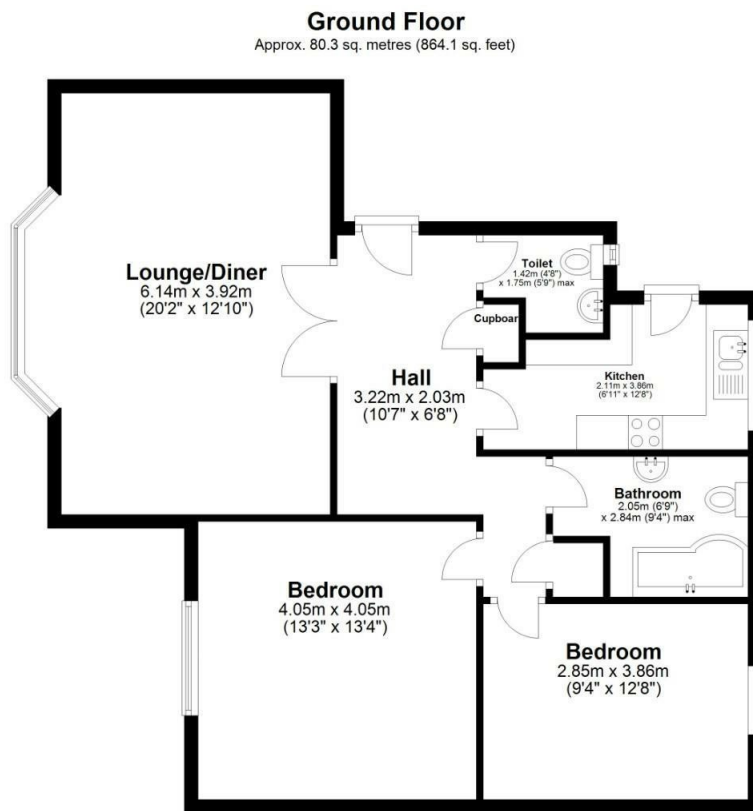 Ground Floor
Approx. 80.3 sq. metres (864.1 sq. feet)
Lounge/Diner
6.14m x 3.92m
(20'2" x 12'10")
Toilet
1.42m (4'8")
x 1.75m (5'9") max
Cupboar
Hall
3.22m x 2.03m
(10'7" x 6'8")
Kitchen
2.11m x 3.86m
(6'11" x 12'8")
Bathroom
2.05m (6'9")
x 2.84m (9'4") max
Bedroom
4.05m x 4.05m
(13'3" x 13'4")
Bedroom
2.85m x 3.86m
(9'4" x 12'8")